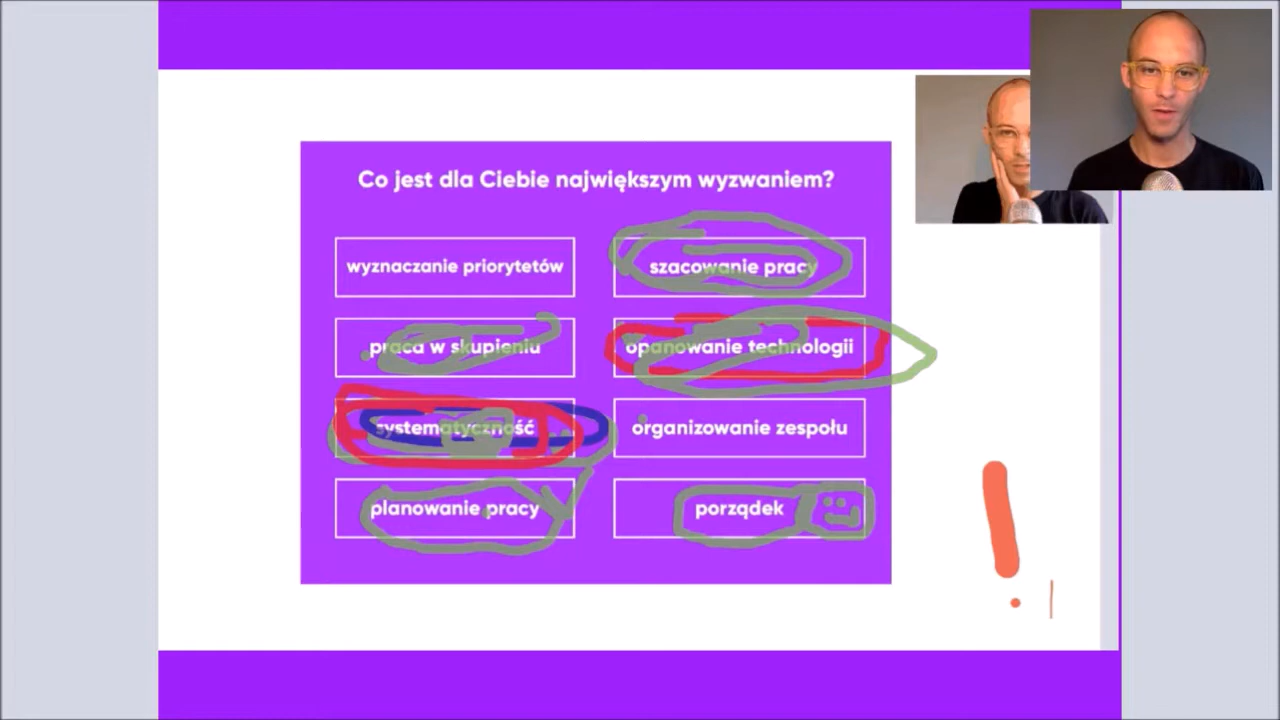 Co jest dla Ciebie największym wyzwaniem?
wyznaczanie priorytetów
szacowanie pracy
praca w skupieniu
opanowanie technologii
systematyczność
organizowanie zespołu
planowanie pracy
porządek
!